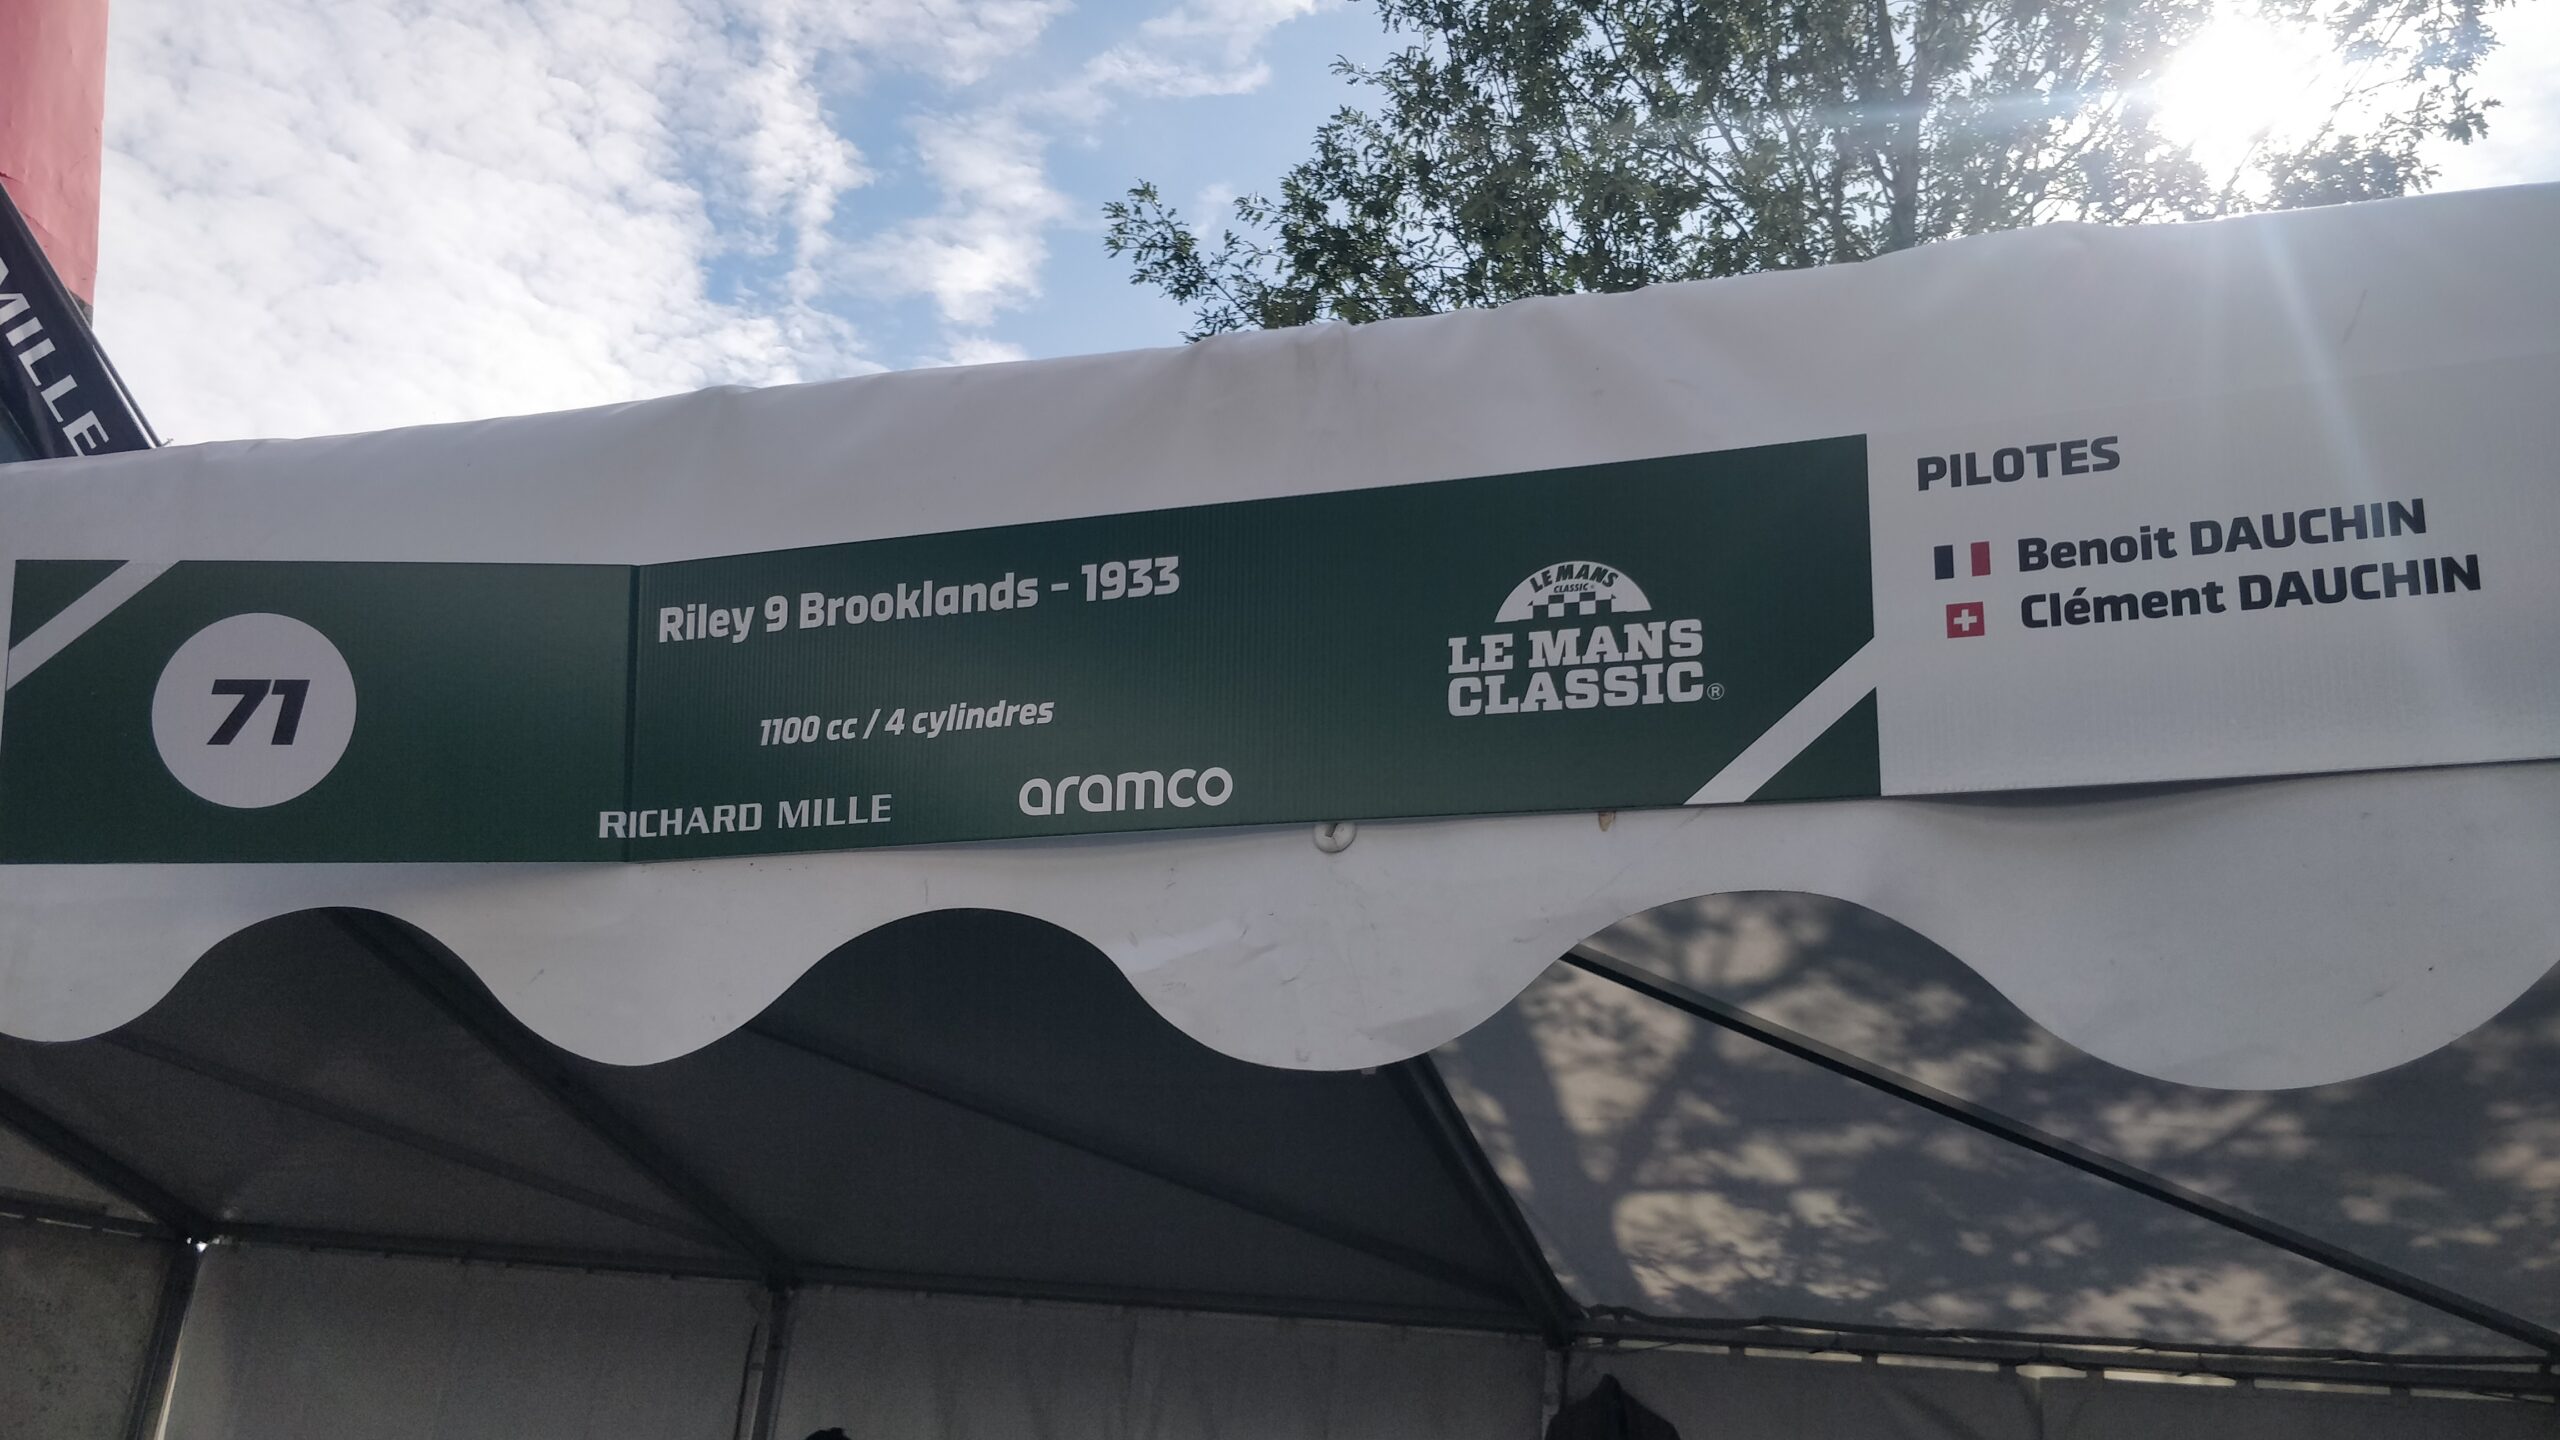 MILLE
71
Riley 9 Brooklands - 1933
1100 cc / 4 cylindres
RICHARD MILLE
aramco
LE MANS
CLASSIC
LE MANS
CLASSIC®
PILOTES
Benoit DAUCHIN
Clément DAUCHIN